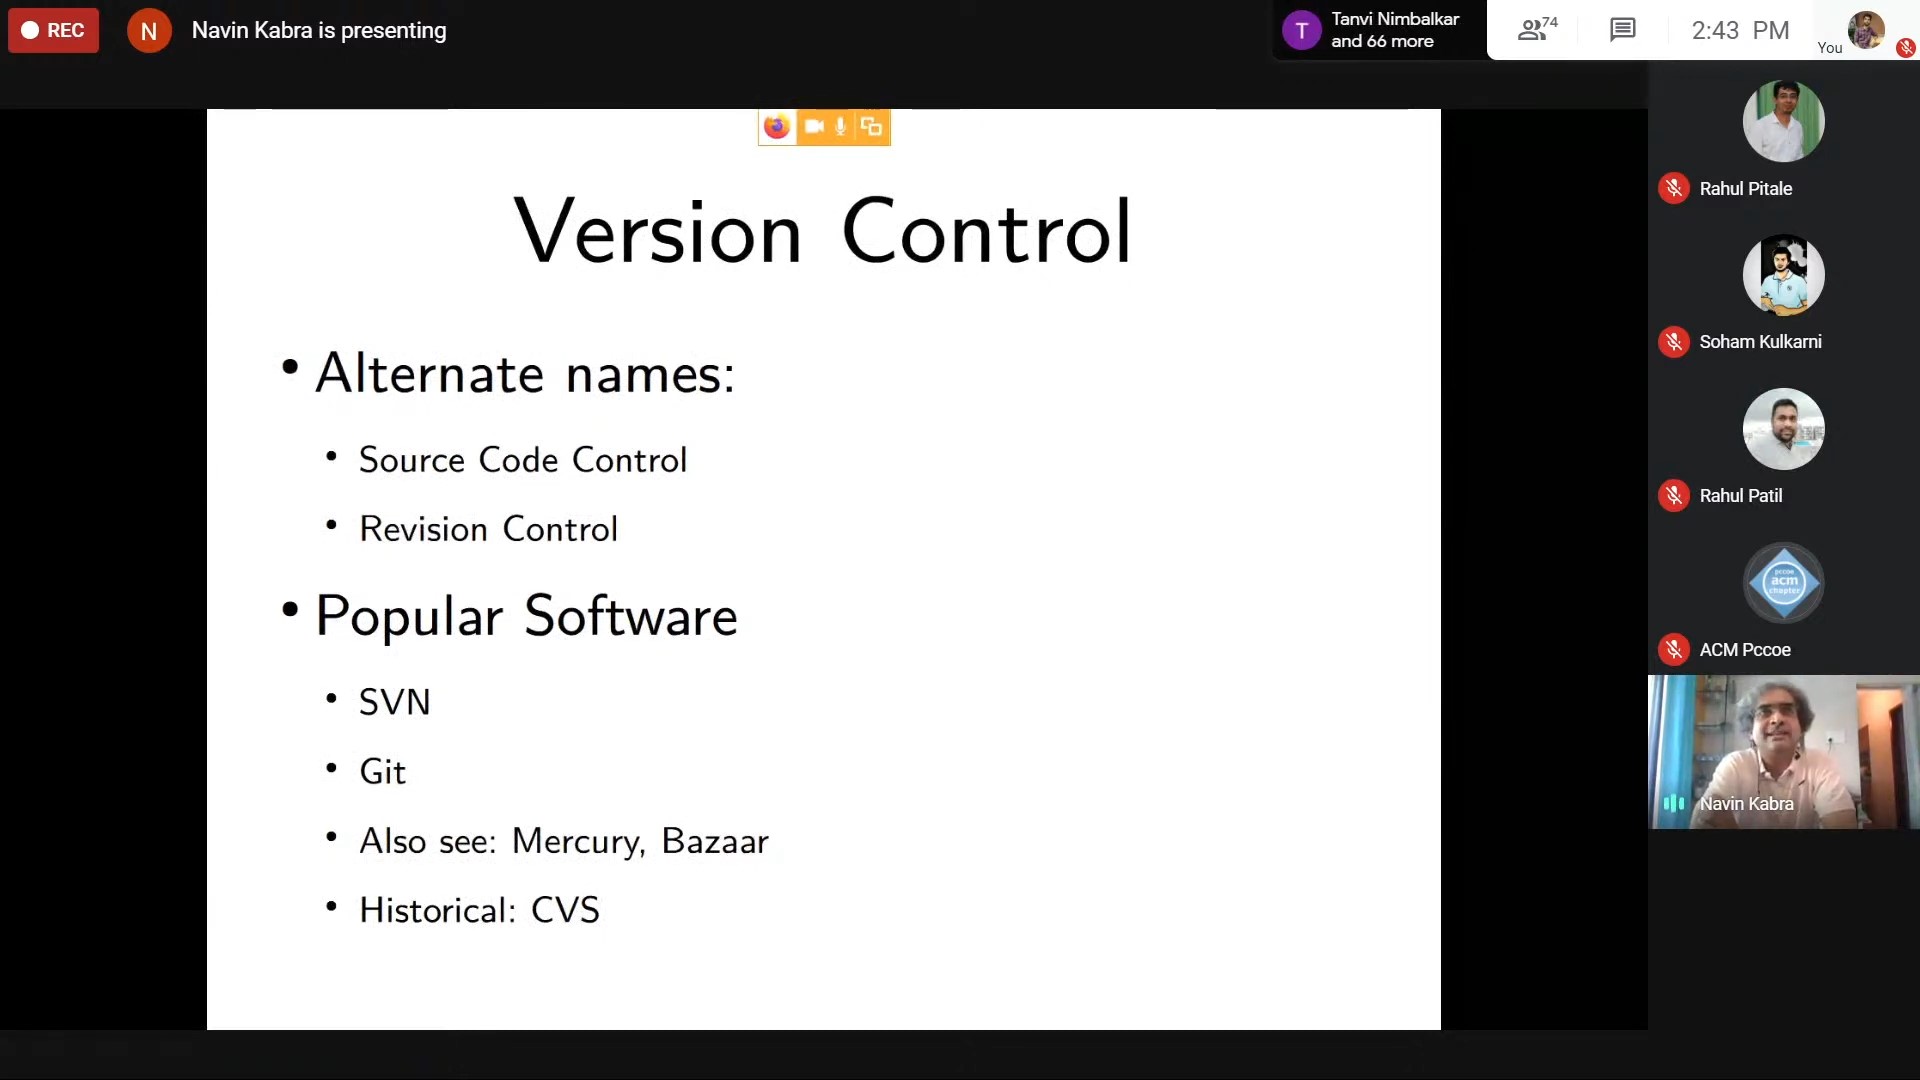 REC
N
Navin Kabra is presenting
T
Tanvi Nimbalkar
and 66 more
74
2:43 PM
You
Version Control
• Alternate names:
• Source Code Control
• Revision Control
• Popular Software
• SVN
• Git
• Also see: Mercury, Bazaar
• Historical: CVS
Rahul Pitale
Soham Kulkarni
Rahul Patil
pccoe
acm
chapter
ACM Pccoe
Navin Kabra